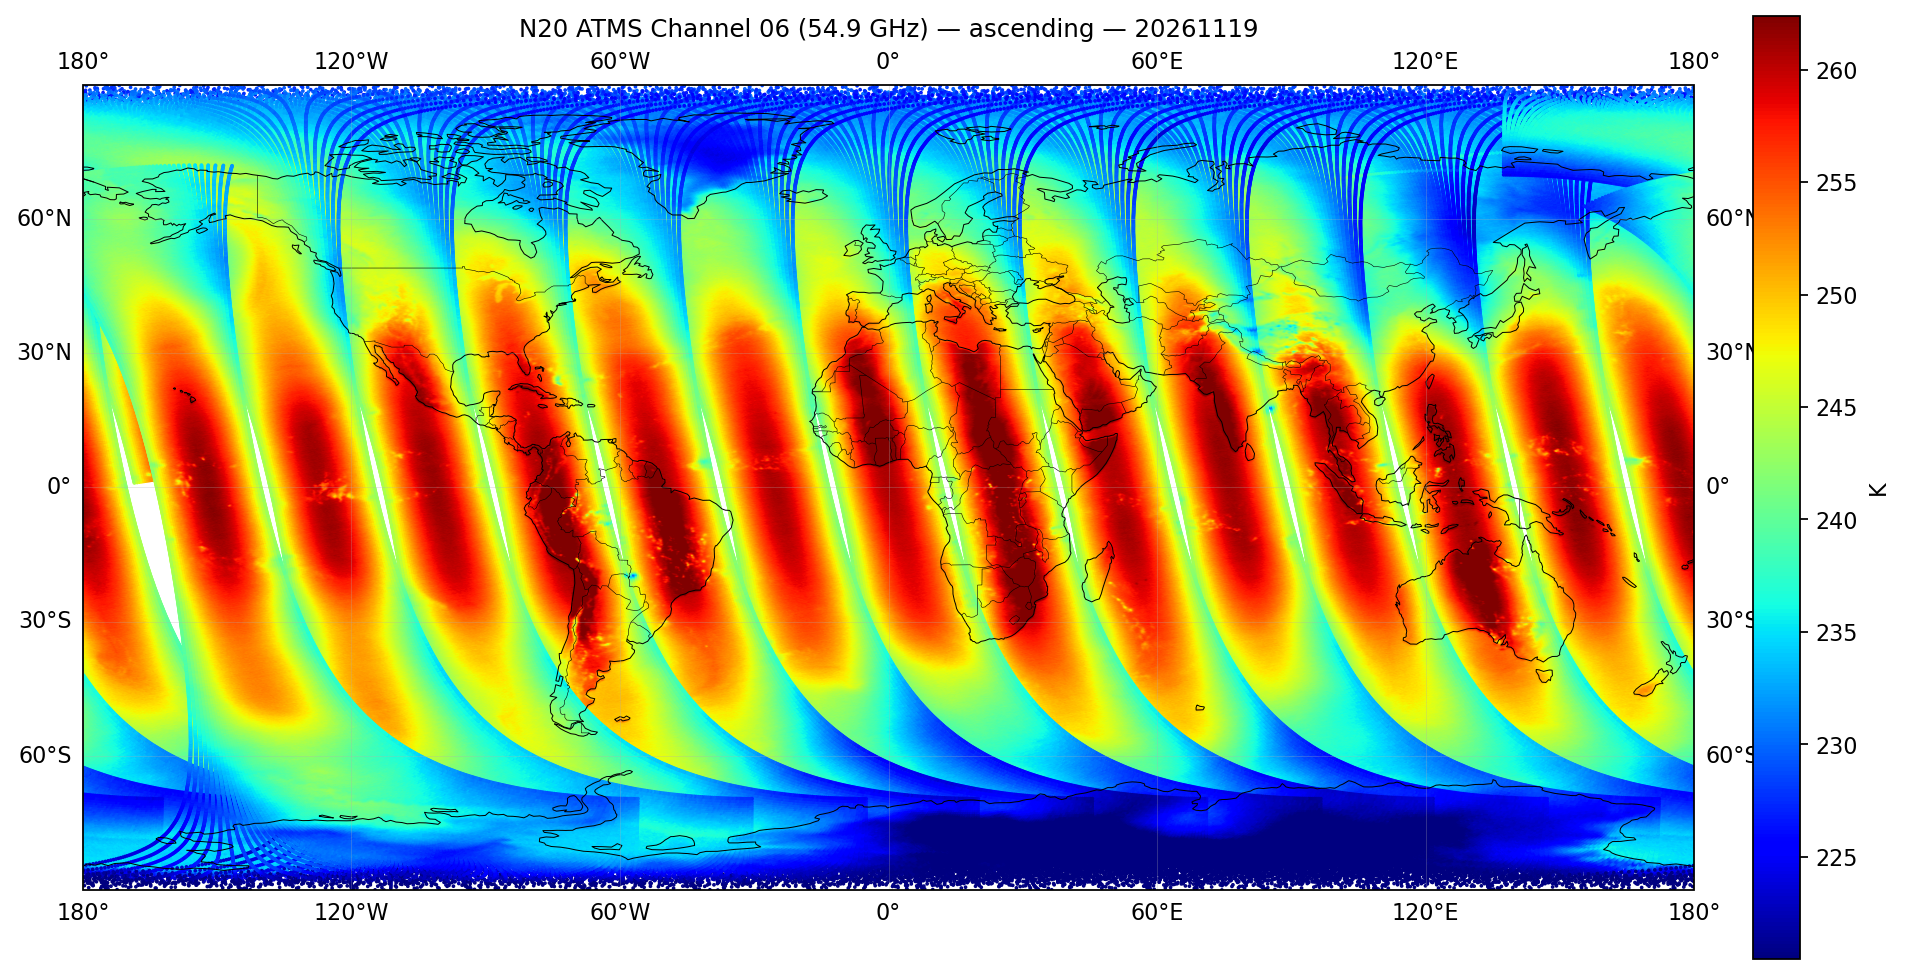 N20 ATMS Channel 06 (54.9 GHz) — ascending — 20261119
180° 120°W 60°W 0° 60°E 120°E 180°
260
60°N 60°N
255
250
30°N 30°N
245
0° 0°
K
240
30°S 30°S
235
60°S 60°S
230
225
180° 120°W 60°W 0° 60°E 120°E 180°